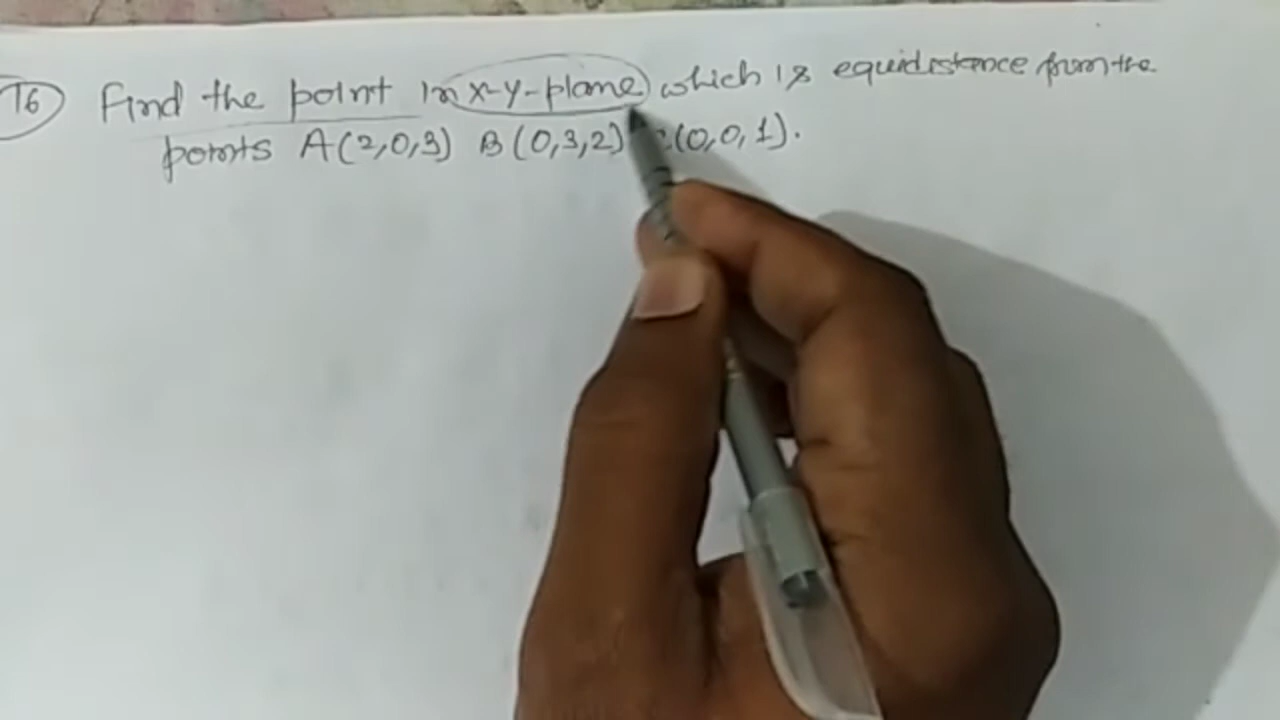 16 Find the point in x-y-plane which is equidistance from the
points A(2,0,3) B(0,3,2) (0,0,1).